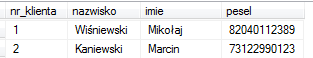 nr_klienta nazwisko imie pesel
1 Wiśniewski Mikołaj 82040112389
2 Kaniewski Marcin 73122990123